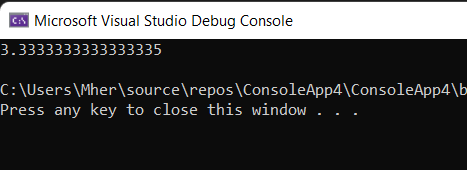 C:\ Microsoft Visual Studio Debug Console
3.3333333333333335
C:\Users\Mher\source\repos\ConsoleApp4\ConsoleApp4\b
Press any key to close this window . . .